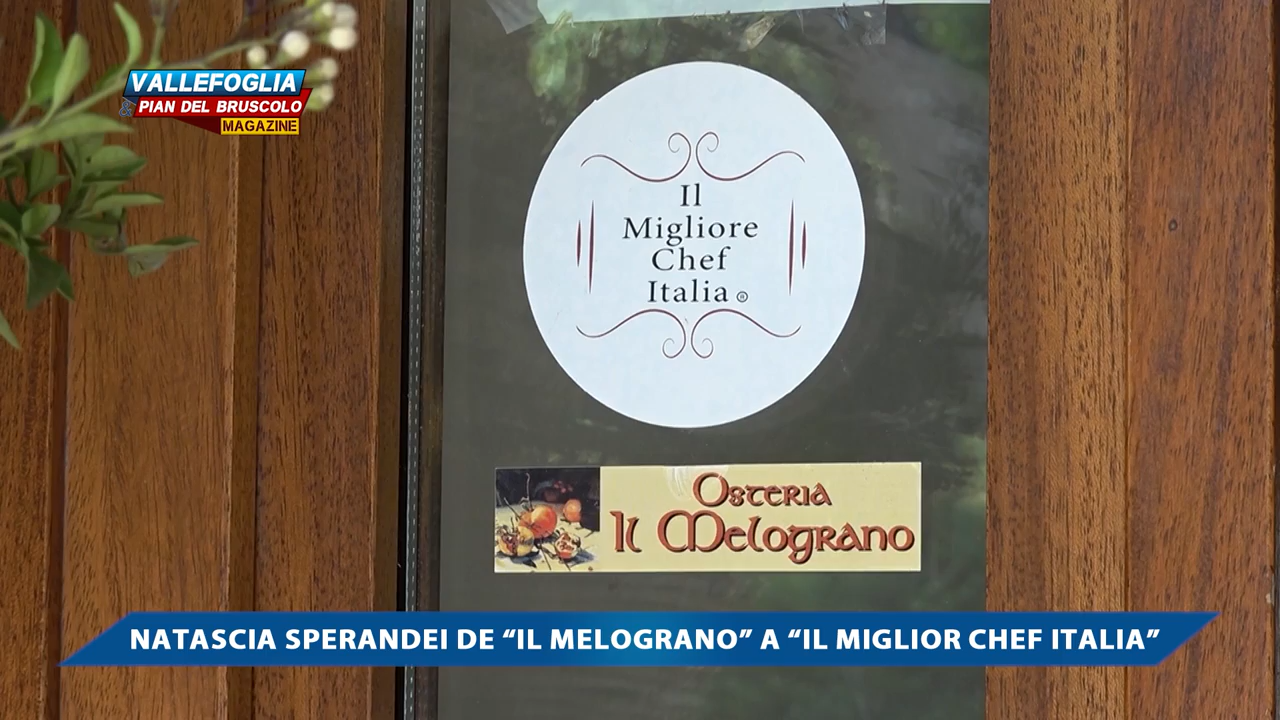 VALLEFOGLIA
& PIAN DEL BRUSCOLO
MAGAZINE
Il
Migliore
Chef
Italia ®
Osteria
Il Melograno
NATASCIA SPERANDEI DE “IL MELOGRANO” A “IL MIGLIOR CHEF ITALIA”